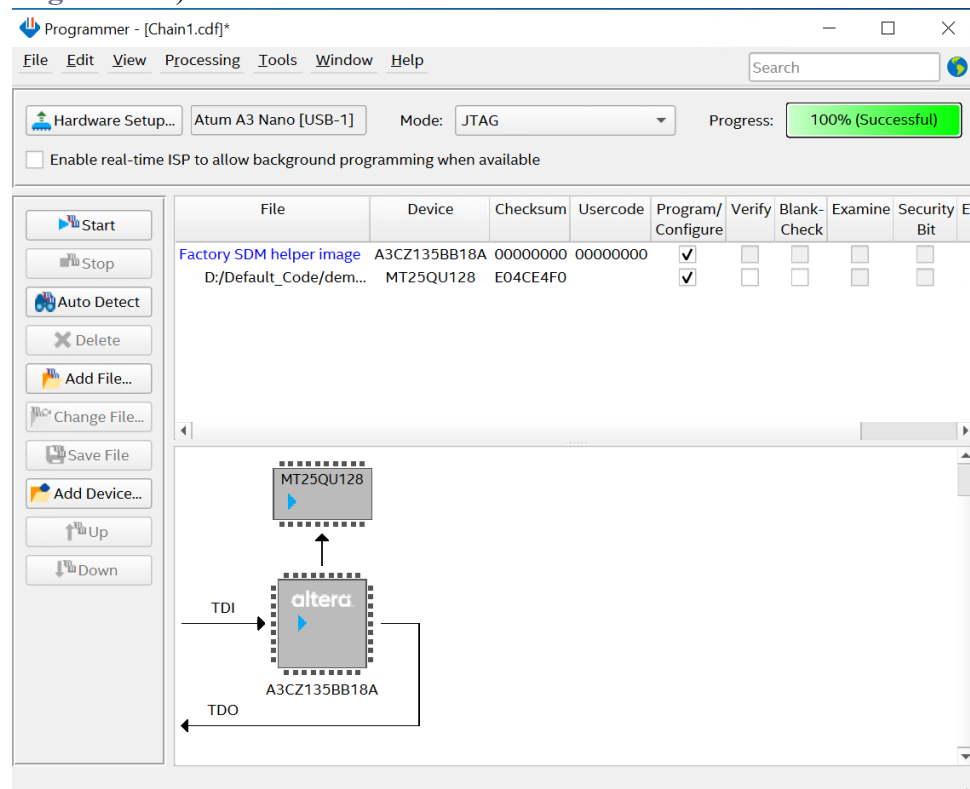 Programmer - [Chain1.cdf]*
File Edit View Processing Tools Window Help
Search
Hardware Setup... Atum A3 Nano [USB-1] Mode: JTAG Progress: 100% (Successful)
Enable real-time ISP to allow background programming when available
Start
Stop
Auto Detect
Delete
Add File...
Change File...
Save File
Add Device...
Up
Down
File Device Checksum Usercode Program/ Verify Blank- Examine Security E
Configure Check Bit
Factory SDM helper image A3CZ135BB18A 00000000 00000000
D:/Default_Code/dem... MT25QU128 E04CE4F0
MT25QU128
altera
TDI
A3CZ135BB18A
TDO